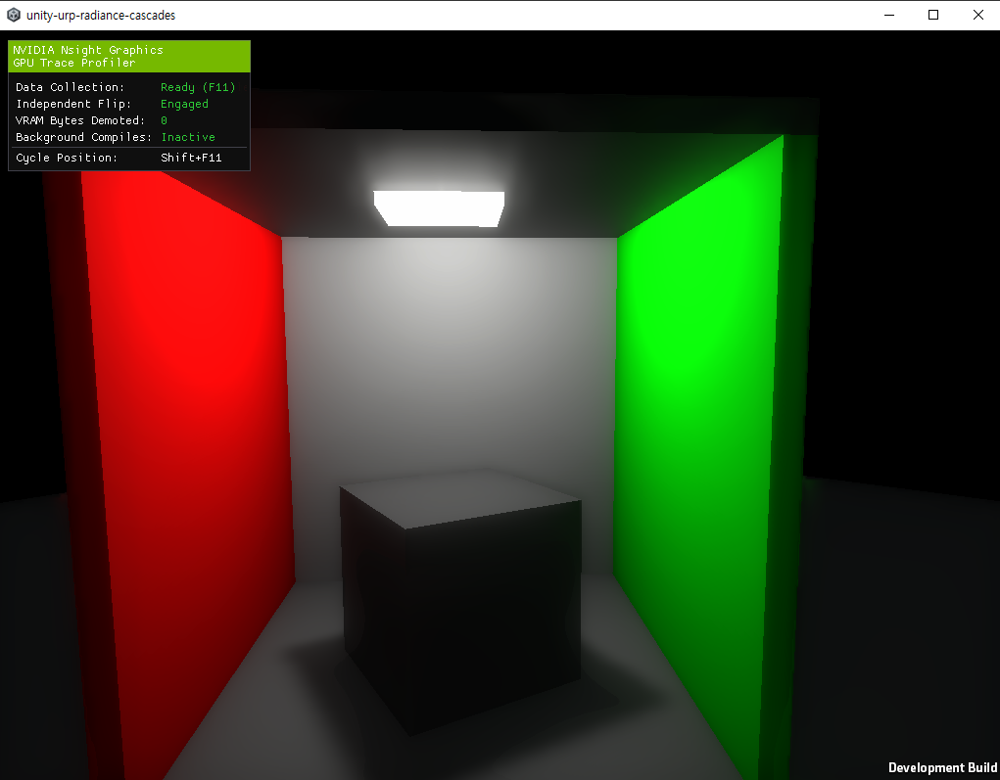 unity-urp-radiance-cascades
NVIDIA Nsight Graphics
GPU Trace Profiler
Data Collection: Ready (F11)
Independent Flip: Engaged
VRAM Bytes Demoted: 0
Background Compiles: Inactive
Cycle Position: Shift+F11
Development Build